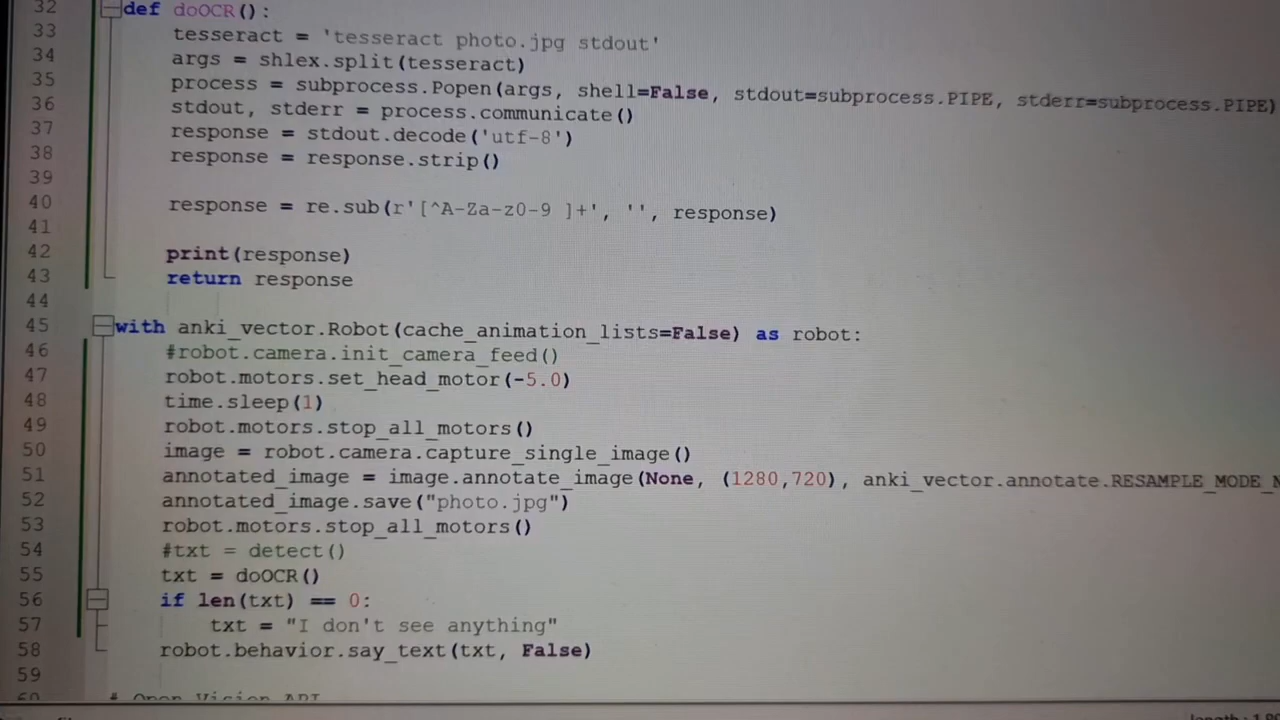 32 def doOCR():
33 tesseract = 'tesseract photo.jpg stdout'
34 args = shlex.split(tesseract)
35 process = subprocess.Popen(args, shell=False, stdout=subprocess.PIPE, stderr=subprocess.PIPE)
36 stdout, stderr = process.communicate()
37 response = stdout.decode('utf-8')
38 response = response.strip()
39
40 response = re.sub(r'[^A-Za-z0-9 ]+', '', response)
41
42 print(response)
43 return response
44
45 with anki_vector.Robot(cache_animation_lists=False) as robot:
46 #robot.camera.init_camera_feed()
47 robot.motors.set_head_motor(-5.0)
48 time.sleep(1)
49 robot.motors.stop_all_motors()
50 image = robot.camera.capture_single_image()
51 annotated_image = image.annotate_image(None, (1280,720), anki_vector.annotate.RESAMPLE_MODE_N
52 annotated_image.save("photo.jpg")
53 robot.motors.stop_all_motors()
54 #txt = detect()
55 txt = doOCR()
56 if len(txt) == 0:
57 txt = "I don't see anything"
58 robot.behavior.say_text(txt, False)
59
60